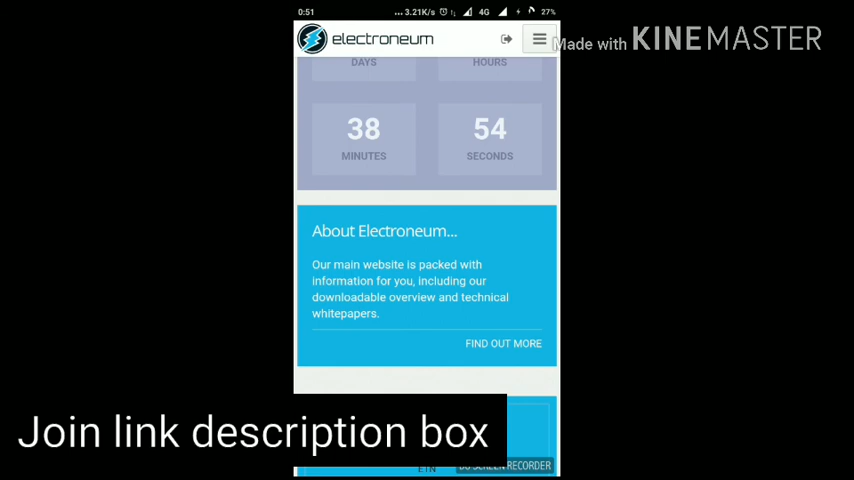 0:51
... 3.21K/s
4G
27%
electroneum
Made with KINEMASTER
DAYS
HOURS
38
54
MINUTES
SECONDS
About Electroneum...
Our main website is packed with
information for you, including our
downloadable overview and technical
whitepapers.
FIND OUT MORE
Join link description box
ETN
DU SCREEN RECORDER